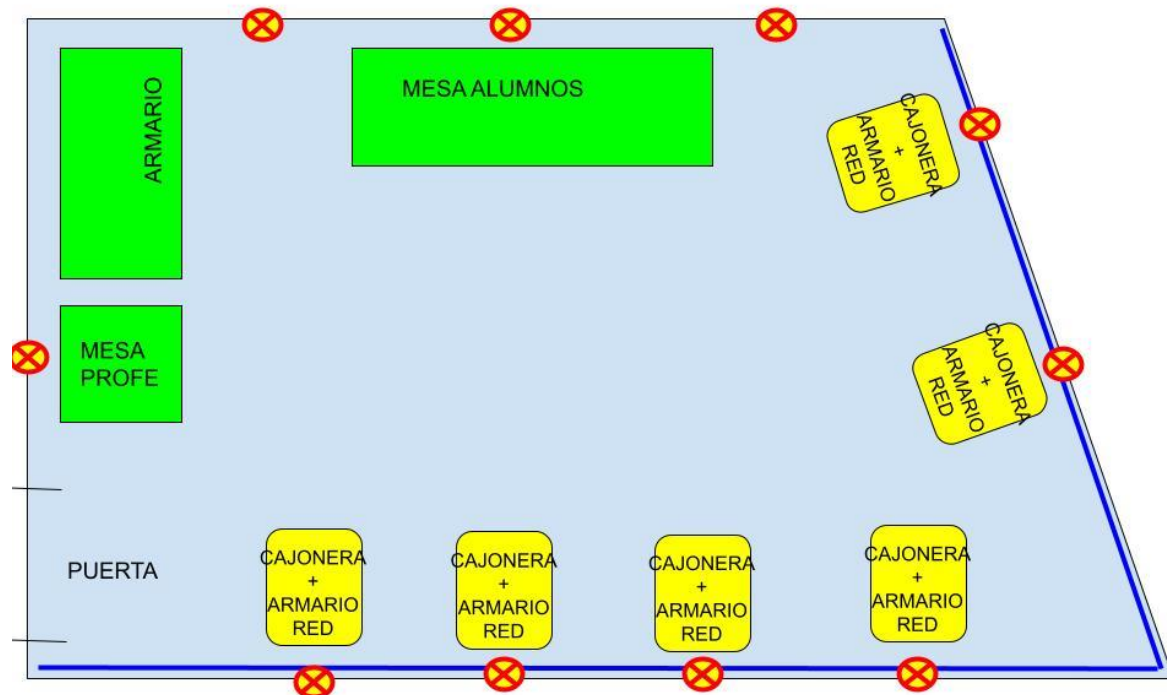 ARMARIO
MESA ALUMNOS
CAJONERA
+
ARMARIO
RED
MESA
PROFE
CAJONERA
+
ARMARIO
RED
PUERTA
CAJONERA
+
ARMARIO
RED
CAJONERA
+
ARMARIO
RED
CAJONERA
+
ARMARIO
RED
CAJONERA
+
ARMARIO
RED